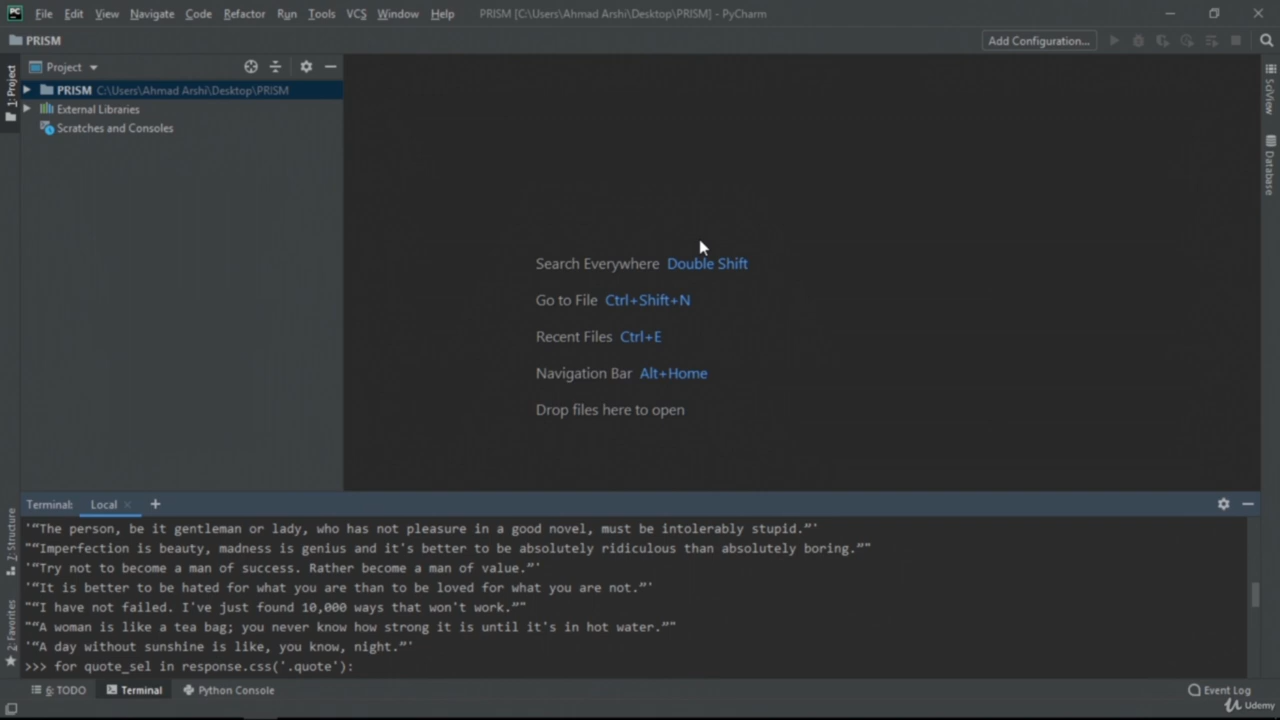 PC File Edit View Navigate Code Refactor Run Tools VCS Window Help PRISM [C:\Users\Ahmad Arshi\Desktop\PRISM] - PyCharm
PRISM Add Configuration...
1: Project
Project
PRISM C:\Users\Ahmad Arshi\Desktop\PRISM
External Libraries
Scratches and Consoles
SciView
Database
Search Everywhere Double Shift
Go to File Ctrl+Shift+N
Recent Files Ctrl+E
Navigation Bar Alt+Home
Drop files here to open
Z: Structure
2: Favorites
Terminal: Local × +
'“The person, be it gentleman or lady, who has not pleasure in a good novel, must be intolerably stupid.”'
"“Imperfection is beauty, madness is genius and it's better to be absolutely ridiculous than absolutely boring.”"
'“Try not to become a man of success. Rather become a man of value.”'
'“It is better to be hated for what you are than to be loved for what you are not.”'
"“I have not failed. I've just found 10,000 ways that won't work.”"
"“A woman is like a tea bag; you never know how strong it is until it's in hot water.”"
'“A day without sunshine is like, you know, night.”'
>>> for quote_sel in response.css('.quote'):
6: TODO Terminal Python Console Event Log
Udemy